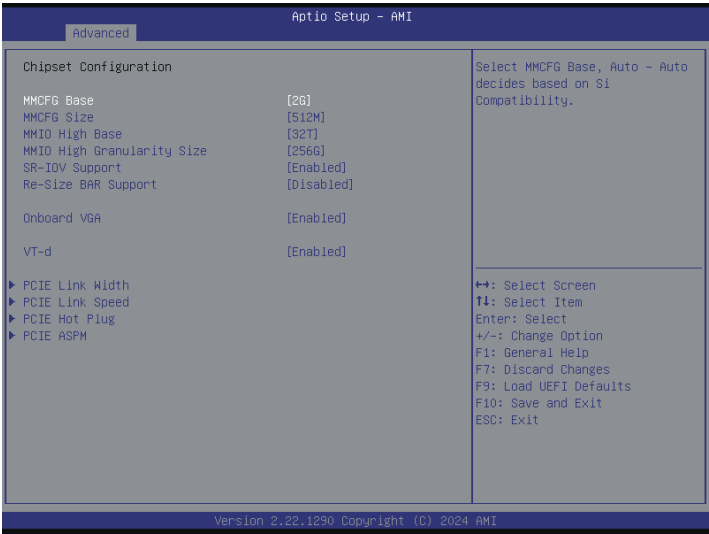 Aptio Setup – AMI
Advanced
Chipset Configuration
MMCFG Base [2G]
MMCFG Size [512M]
MMIO High Base [32T]
MMIO High Granularity Size [256G]
SR-IOV Support [Enabled]
Re-Size BAR Support [Disabled]
Onboard VGA [Enabled]
VT-d [Enabled]
PCIE Link Width
PCIE Link Speed
PCIE Hot Plug
PCIE ASPM
Select MMCFG Base, Auto – Auto
decides based on Si
Compatibility.
→←: Select Screen
↑↓: Select Item
Enter: Select
+/-: Change Option
F1: General Help
F7: Discard Changes
F9: Load UEFI Defaults
F10: Save and Exit
ESC: Exit
Version 2.22.1290 Copyright (C) 2024 AMI